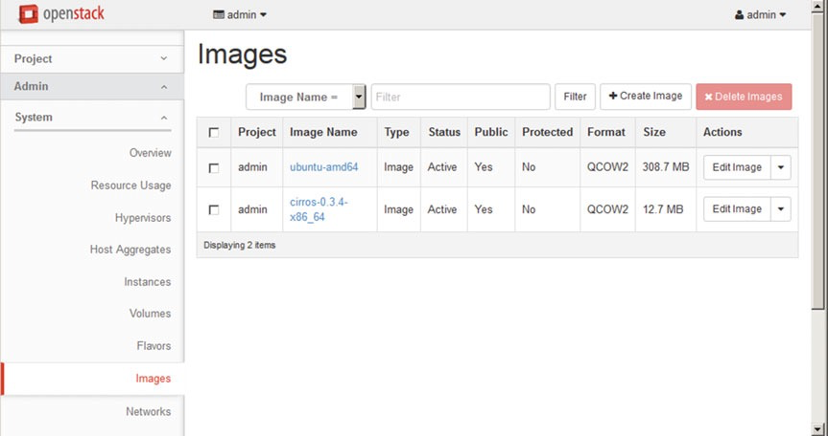 openstack
admin
admin
Project
Admin
System
Overview
Resource Usage
Hypervisors
Host Aggregates
Instances
Volumes
Flavors
Images
Networks
Images
Image Name =
Filter
Filter
Create Image
Delete Images
Project Image Name Type Status Public Protected Format Size Actions
admin ubuntu-amd64 Image Active Yes No QCOW2 308.7 MB Edit Image
admin cirros-0.3.4-
x86_64 Image Active Yes No QCOW2 12.7 MB Edit Image
Displaying 2 items